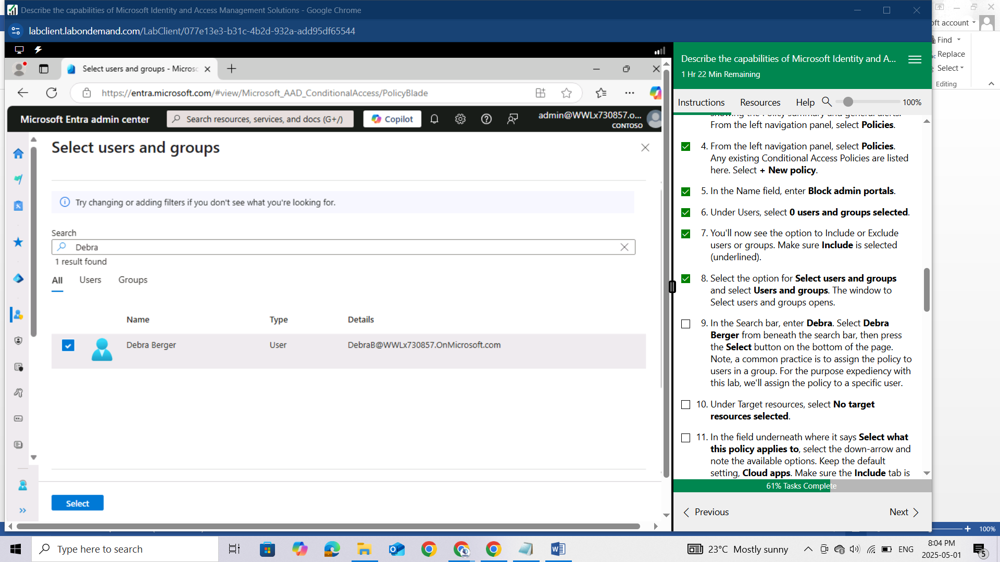 Describe the capabilities of Microsoft Identity and Access Management Solutions - Google Chrome
labclient.labondemand.com/LabClient/077e13e3-b31c-4b2d-932a-add95df65544
Select users and groups - Micros
https://entra.microsoft.com/#view/Microsoft_AAD_ConditionalAccess/PolicyBlade
Microsoft Entra admin center
Search resources, services, and docs (G+/)
Copilot
admin@WWLx730857.o...
CONTOSO
Select users and groups
Try changing or adding filters if you don't see what you're looking for.
Search
Debra
1 result found
All Users Groups
Name Type Details
Debra Berger User DebraB@WWLx730857.OnMicrosoft.com
Select
Describe the capabilities of Microsoft Identity and A...
1 Hr 22 Min Remaining
Instructions Resources Help 100%
showing the Policy summary and general alerts.
From the left navigation panel, select Policies.
4. From the left navigation panel, select Policies.
Any existing Conditional Access Policies are listed
here. Select + New policy.
5. In the Name field, enter Block admin portals.
6. Under Users, select 0 users and groups selected.
7. You'll now see the option to Include or Exclude
users or groups. Make sure Include is selected
(underlined).
8. Select the option for Select users and groups
and select Users and groups. The window to
Select users and groups opens.
9. In the Search bar, enter Debra. Select Debra
Berger from beneath the search bar, then press
the Select button on the bottom of the page.
Note, a common practice is to assign the policy to
users in a group. For the purpose expediency with
this lab, we'll assign the policy to a specific user.
10. Under Target resources, select No target
resources selected.
11. In the field underneath where it says Select what
this policy applies to, select the down-arrow and
note the available options. Keep the default
setting, Cloud apps. Make sure the Include tab is
61% Tasks Complete
Previous Next
account
Find
Replace
Select
Editing
100%
Type here to search
23°C Mostly sunny
ENG
8:04 PM
2025-05-01
5